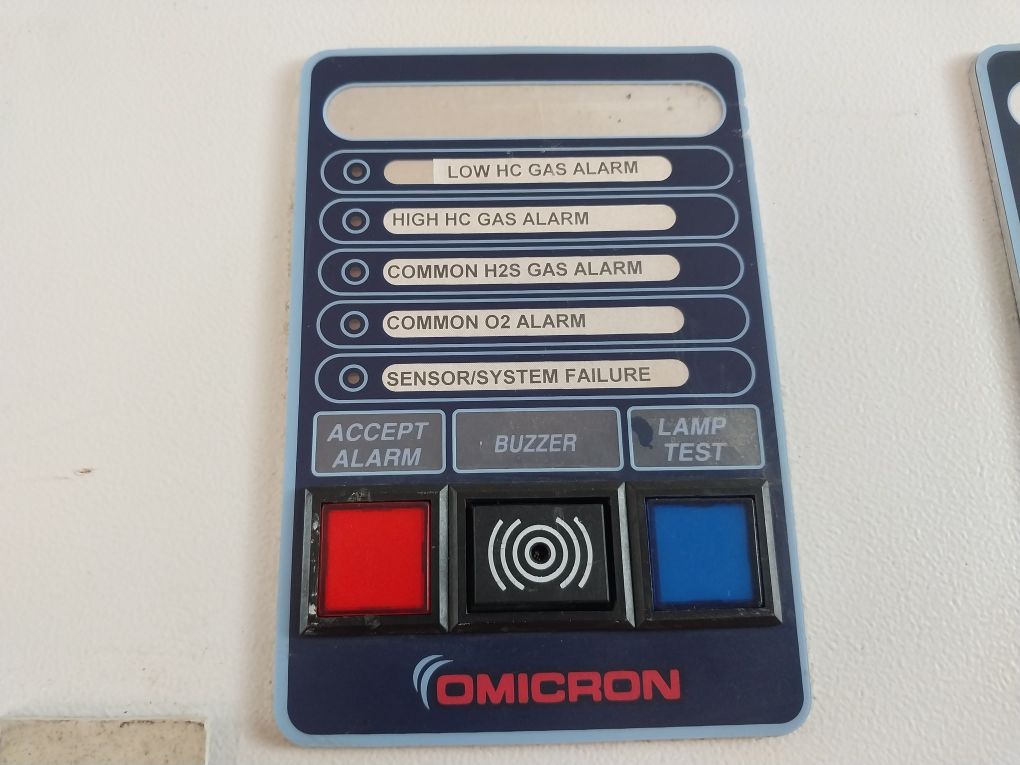 LOW HC GAS ALARM
HIGH HC GAS ALARM
COMMON H2S GAS ALARM
COMMON O2 ALARM
SENSOR/SYSTEM FAILURE
ACCEPT
ALARM
BUZZER
LAMP
TEST
OMICRON